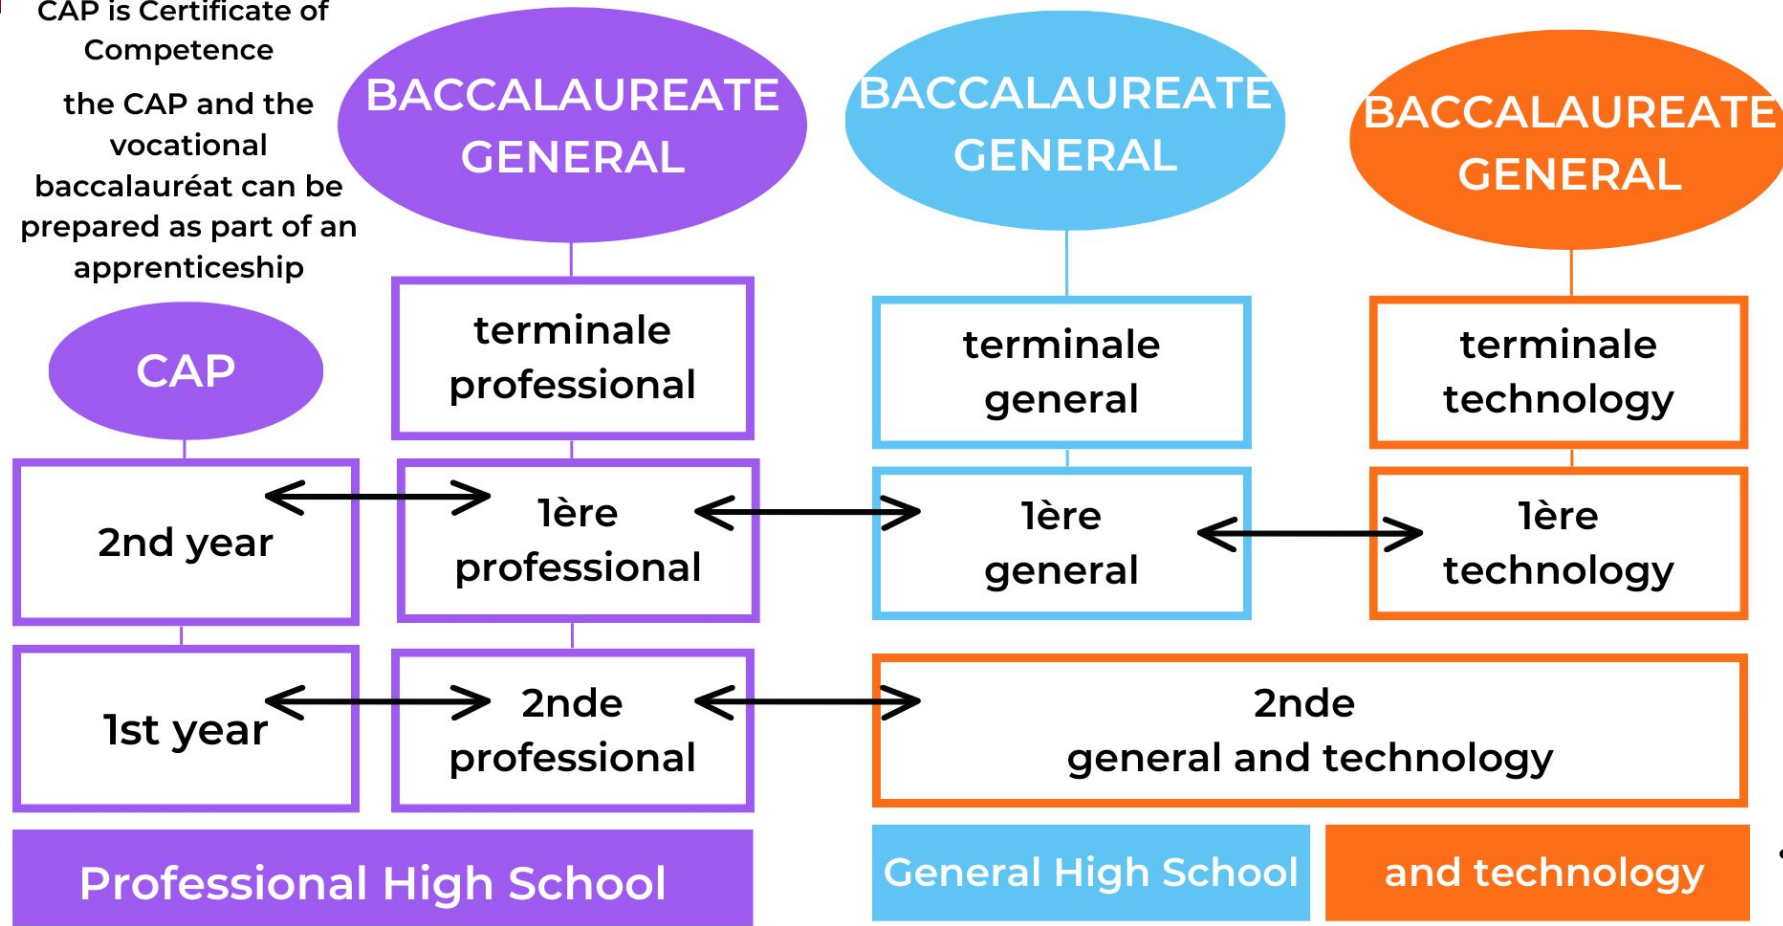 CAP is Certificate of
Competence
the CAP and the
vocational
baccalauréat can be
prepared as part of an
apprenticeship
BACCALAUREATE
GENERAL
BACCALAUREATE
GENERAL
BACCALAUREATE
GENERAL
CAP
terminale
professional
terminale
general
terminale
technology
2nd year
1ère
professional
1ère
general
1ère
technology
1st year
2nde
professional
2nde
general and technology
Professional High School
General High School
and technology